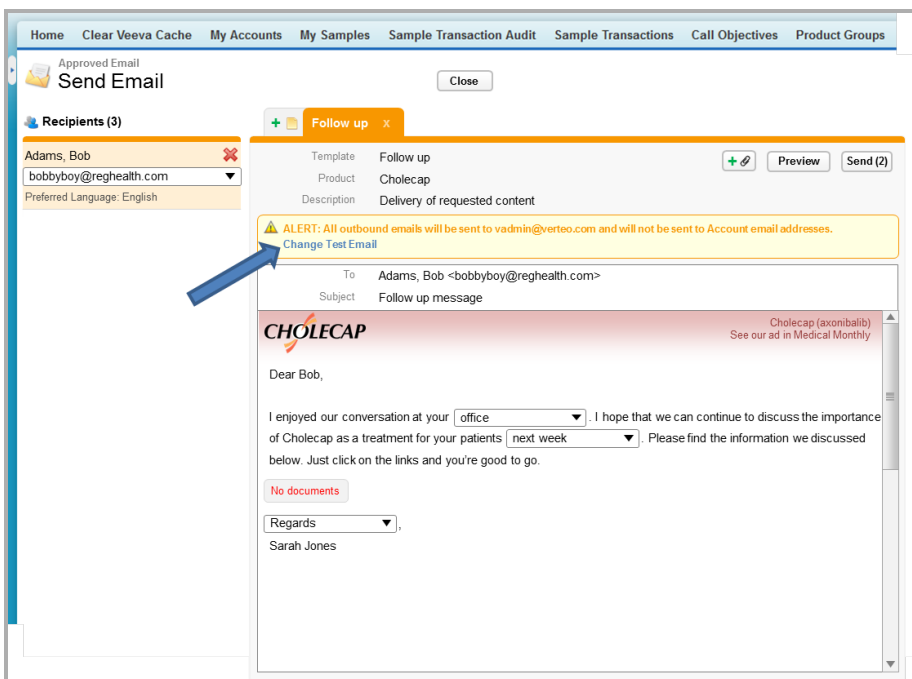 Home Clear Veeva Cache My Accounts My Samples Sample Transaction Audit Sample Transactions Call Objectives Product Groups
Approved Email
Send Email
Close
Recipients (3)
Follow up x
Adams, Bob
bobbyboy@reghealth.com
Preferred Language: English
Template Follow up
Product Cholecap
Description Delivery of requested content
Preview Send (2)
ALERT: All outbound emails will be sent to vadmin@verteo.com and will not be sent to Account email addresses.
Change Test Email
To Adams, Bob <bobbyboy@reghealth.com>
Subject Follow up message
CHOLECAP
Cholecap (axonibalib)
See our ad in Medical Monthly
Dear Bob,
I enjoyed our conversation at your office . I hope that we can continue to discuss the importance
of Cholecap as a treatment for your patients next week . Please find the information we discussed
below. Just click on the links and you're good to go.
No documents
Regards ,
Sarah Jones